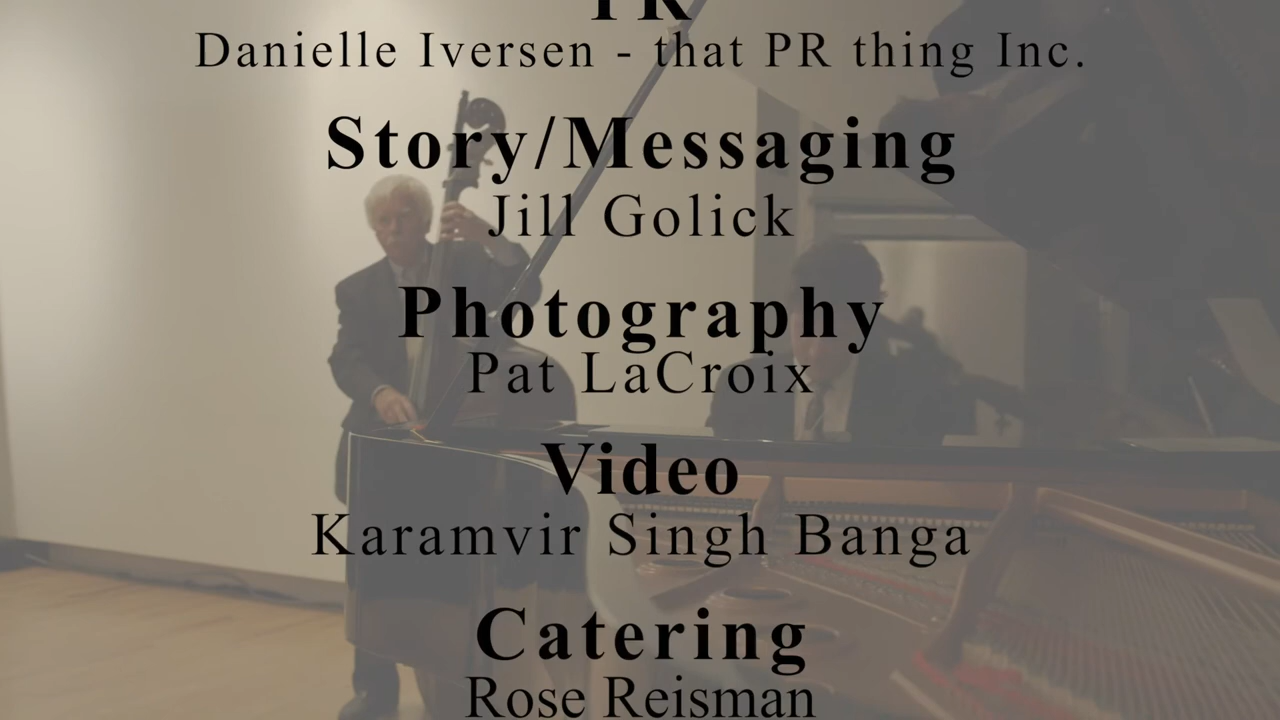 PR
Danielle Iversen - that PR thing Inc.
Story/Messaging
Jill Golick
Photography
Pat LaCroix
Video
Karamvir Singh Banga
Catering
Rose Reisman